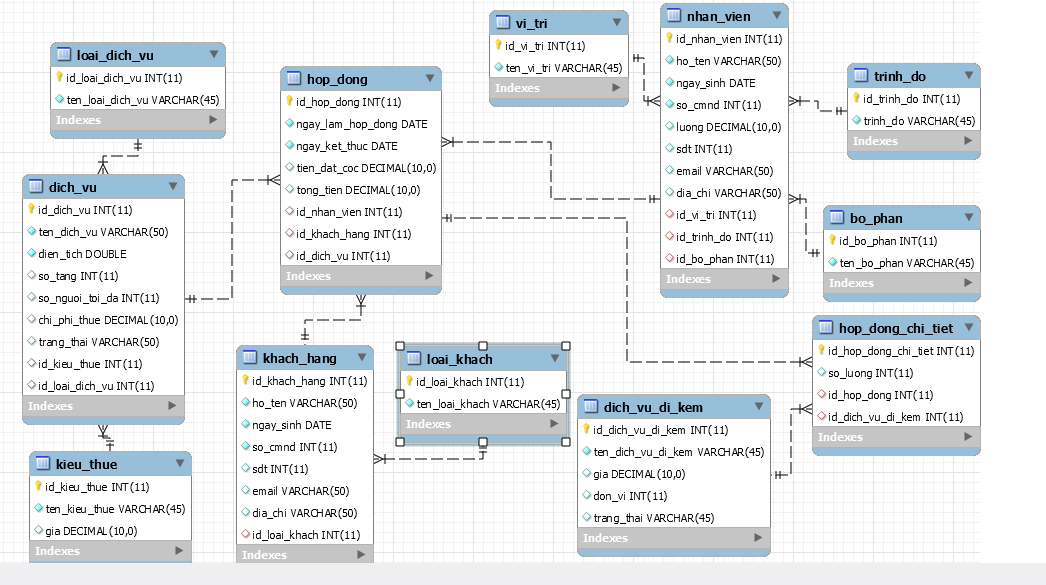 loai_dich_vu
id_loai_dich_vu INT(11)
ten_loai_dich_vu VARCHAR(45)
Indexes
dich_vu
id_dich_vu INT(11)
ten_dich_vu VARCHAR(50)
dien_tich DOUBLE
so_tang INT(11)
so_nguoi_toi_da INT(11)
chi_phi_thue DECIMAL(10,0)
trang_thai VARCHAR(50)
id_kieu_thue INT(11)
id_loai_dich_vu INT(11)
Indexes
kieu_thue
id_kieu_thue INT(11)
ten_kieu_thue VARCHAR(45)
gia DECIMAL(10,0)
Indexes
hop_dong
id_hop_dong INT(11)
ngay_lam_hop_dong DATE
ngay_ket_thuc DATE
tien_dat_coc DECIMAL(10,0)
tong_tien DECIMAL(10,0)
id_nhan_vien INT(11)
id_khach_hang INT(11)
id_dich_vu INT(11)
Indexes
khach_hang
id_khach_hang INT(11)
ho_ten VARCHAR(50)
ngay_sinh DATE
so_cmnd INT(11)
sdt INT(11)
email VARCHAR(50)
dia_chi VARCHAR(50)
id_loai_khach INT(11)
Indexes
loai_khach
id_loai_khach INT(11)
ten_loai_khach VARCHAR(45)
Indexes
vi_tri
id_vi_tri INT(11)
ten_vi_tri VARCHAR(45)
Indexes
nhan_vien
id_nhan_vien INT(11)
ho_ten VARCHAR(50)
ngay_sinh DATE
so_cmnd INT(11)
luong DECIMAL(10,0)
sdt INT(11)
email VARCHAR(50)
dia_chi VARCHAR(50)
id_vi_tri INT(11)
id_trinh_do INT(11)
id_bo_phan INT(11)
Indexes
trinh_do
id_trinh_do INT(11)
trinh_do VARCHAR(45)
Indexes
bo_phan
id_bo_phan INT(11)
ten_bo_phan VARCHAR(45)
Indexes
hop_dong_chi_tiet
id_hop_dong_chi_tiet INT(11)
so_luong INT(11)
id_hop_dong INT(11)
id_dich_vu_di_kem INT(11)
Indexes
dich_vu_di_kem
id_dich_vu_di_kem INT(11)
ten_dich_vu_di_kem VARCHAR(45)
gia DECIMAL(10,0)
don_vi INT(11)
trang_thai VARCHAR(45)
Indexes